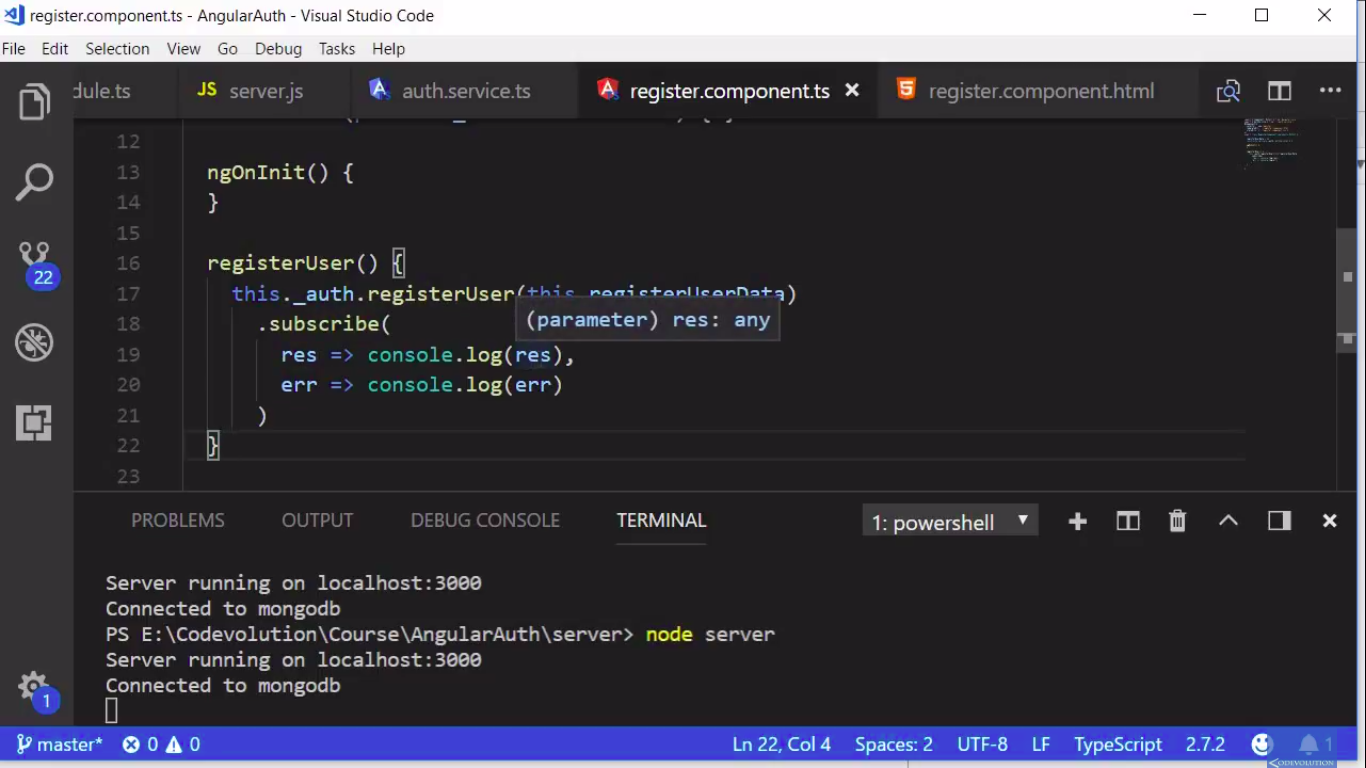 register.component.ts - AngularAuth - Visual Studio Code
File Edit Selection View Go Debug Tasks Help
dule.ts JS server.js auth.service.ts register.component.ts register.component.html
12
13 ngOnInit() {
14 }
15
16 registerUser() {
17 this._auth.registerUser(this.registerUserData)
18 .subscribe(
(parameter) res: any
19 res => console.log(res),
20 err => console.log(err)
21 )
22 }
23
22
PROBLEMS OUTPUT DEBUG CONSOLE TERMINAL 1: powershell
Server running on localhost:3000
Connected to mongodb
PS E:\Codevolution\Course\AngularAuth\server> node server
Server running on localhost:3000
Connected to mongodb
1
master* 0 0 Ln 22, Col 4 Spaces: 2 UTF-8 LF TypeScript 2.7.2 1
CODEVOLUTION